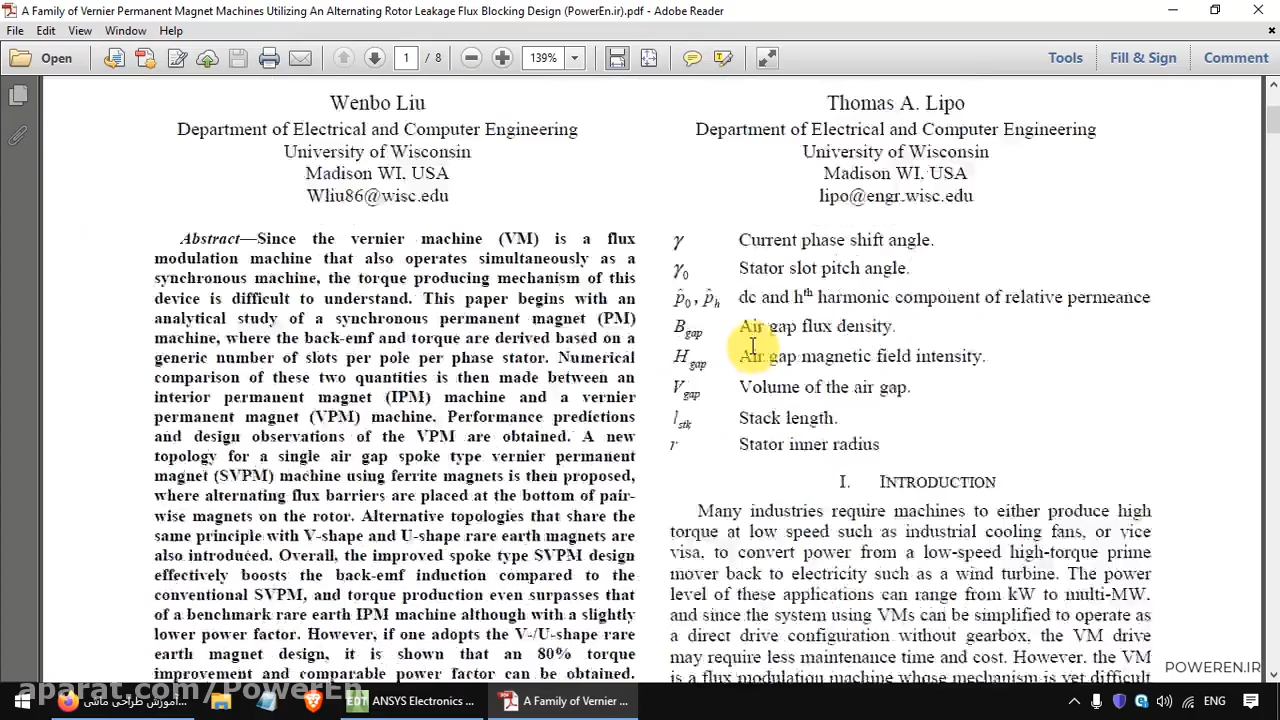 A Family of Vernier Permanent Magnet Machines Utilizing An Alternating Rotor Leakage Flux Blocking Design (PowerEn.ir).pdf - Adobe Reader
File Edit View Window Help
Open 1 / 8 139% Tools Fill & Sign Comment
Wenbo Liu
Department of Electrical and Computer Engineering
University of Wisconsin
Madison WI, USA
Wliu86@wisc.edu
Thomas A. Lipo
Department of Electrical and Computer Engineering
University of Wisconsin
Madison WI, USA
lipo@engr.wisc.edu
Abstract—Since the vernier machine (VM) is a flux
modulation machine that also operates simultaneously as a
synchronous machine, the torque producing mechanism of this
device is difficult to understand. This paper begins with an
analytical study of a synchronous permanent magnet (PM)
machine, where the back-emf and torque are derived based on a
generic number of slots per pole per phase stator. Numerical
comparison of these two quantities is then made between an
interior permanent magnet (IPM) machine and a vernier
permanent magnet (VPM) machine. Performance predictions
and design observations of the VPM are obtained. A new
topology for a single air gap spoke type vernier permanent
magnet (SVPM) machine using ferrite magnets is then proposed,
where alternating flux barriers are placed at the bottom of pair-
wise magnets on the rotor. Alternative topologies that share the
same principle with V-shape and U-shape rare earth magnets are
also introduced. Overall, the improved spoke type SVPM design
effectively boosts the back-emf induction compared to the
conventional SVPM, and torque production even surpasses that
of a benchmark rare earth IPM machine although with a slightly
lower power factor. However, if one adopts the V-/U-shape rare
earth magnet design, it is shown that an 80% torque
improvement and comparable power factor can be obtained.
γ Current phase shift angle.
γ0 Stator slot pitch angle.
p̂0 , p̂h dc and hth harmonic component of relative permeance
Bgap Air gap flux density.
Hgap Air gap magnetic field intensity.
Vgap Volume of the air gap.
lstk Stack length.
r Stator inner radius
I. INTRODUCTION
Many industries require machines to either produce high
torque at low speed such as industrial cooling fans, or vice
visa, to convert power from a low-speed high-torque prime
mover back to electricity such as a wind turbine. The power
level of these applications can range from kW to multi-MW,
and since the system using VMs can be simplified to operate as
a direct drive configuration without gearbox, the VM drive
may require less maintenance time and cost. However, the VM
is a flux modulation machine whose mechanism is yet difficult
POWEREN.IR
aparat.com/PowerEn
آموزش طراحی ماشی...
ANSYS Electronics ...
A Family of Vernier ...
ENG